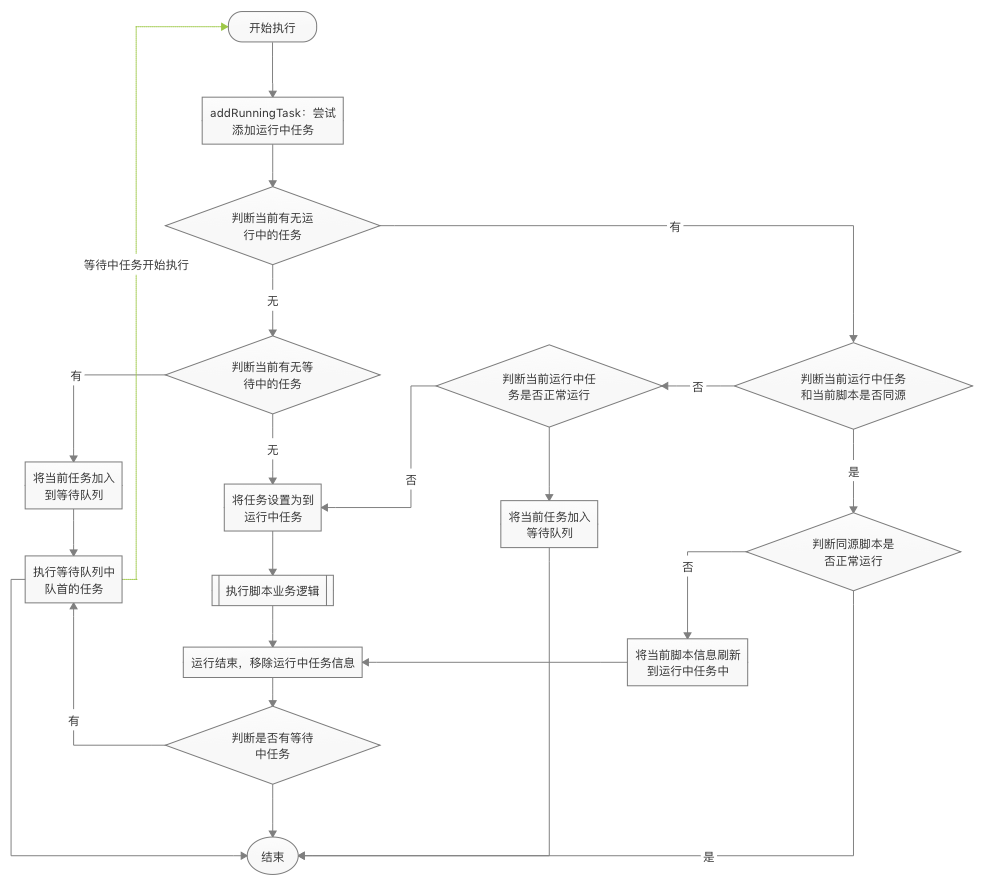 开始执行
addRunningTask：尝试
添加运行中任务
判断当前有无运
行中的任务
有
等待中任务开始执行
无
判断当前有无等
待中的任务
有
判断当前运行中任
务是否正常运行
否
判断当前运行中任务
和当前脚本是否同源
无
否
是
将当前任务加入
到等待队列
将任务设置为到
运行中任务
将当前任务加入
等待队列
判断同源脚本是
否正常运行
否
执行等待队列中
队首的任务
执行脚本业务逻辑
运行结束，移除运行中任务信息
将当前脚本信息刷新
到运行中任务中
有
判断是否有等待
中任务
结束
是